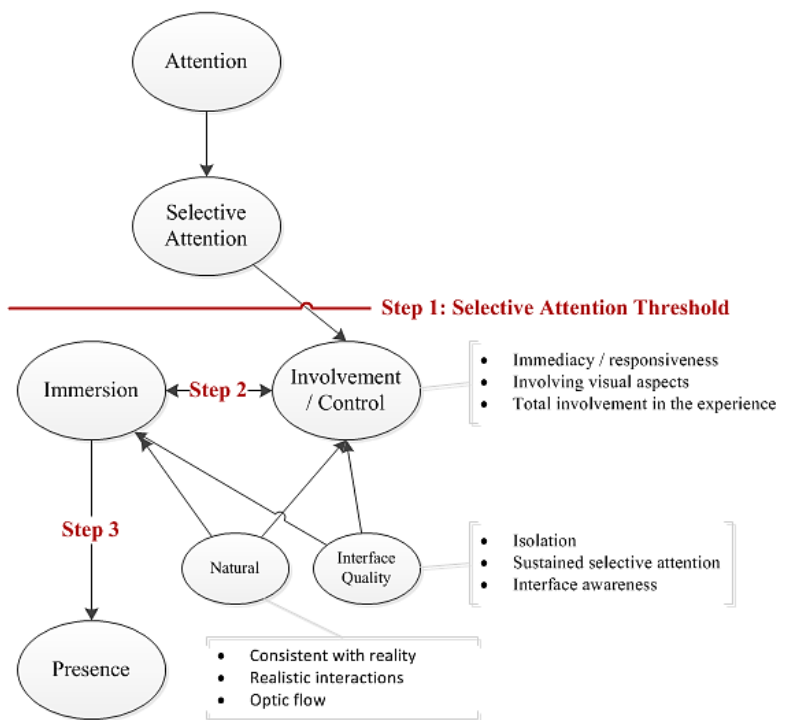 Attention
Selective
Attention
Step 1: Selective Attention Threshold
Immersion
Step 2
Involvement
/ Control
• Immediacy / responsiveness
• Involving visual aspects
• Total involvement in the experience
Step 3
Natural
Interface
Quality
• Isolation
• Sustained selective attention
• Interface awareness
Presence
• Consistent with reality
• Realistic interactions
• Optic flow